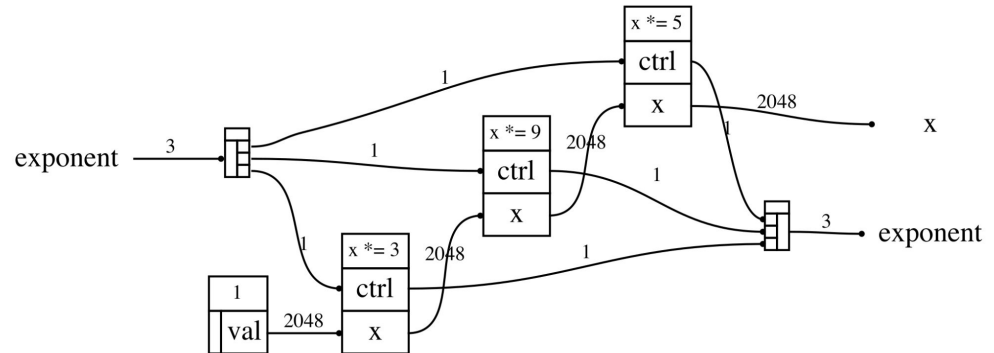 x *= 5
ctrl
x
1
2048
x
x *= 9
ctrl
x
2048
1
exponent
3
1
1
1
3
exponent
x *= 3
ctrl
x
2048
1
1
val
2048